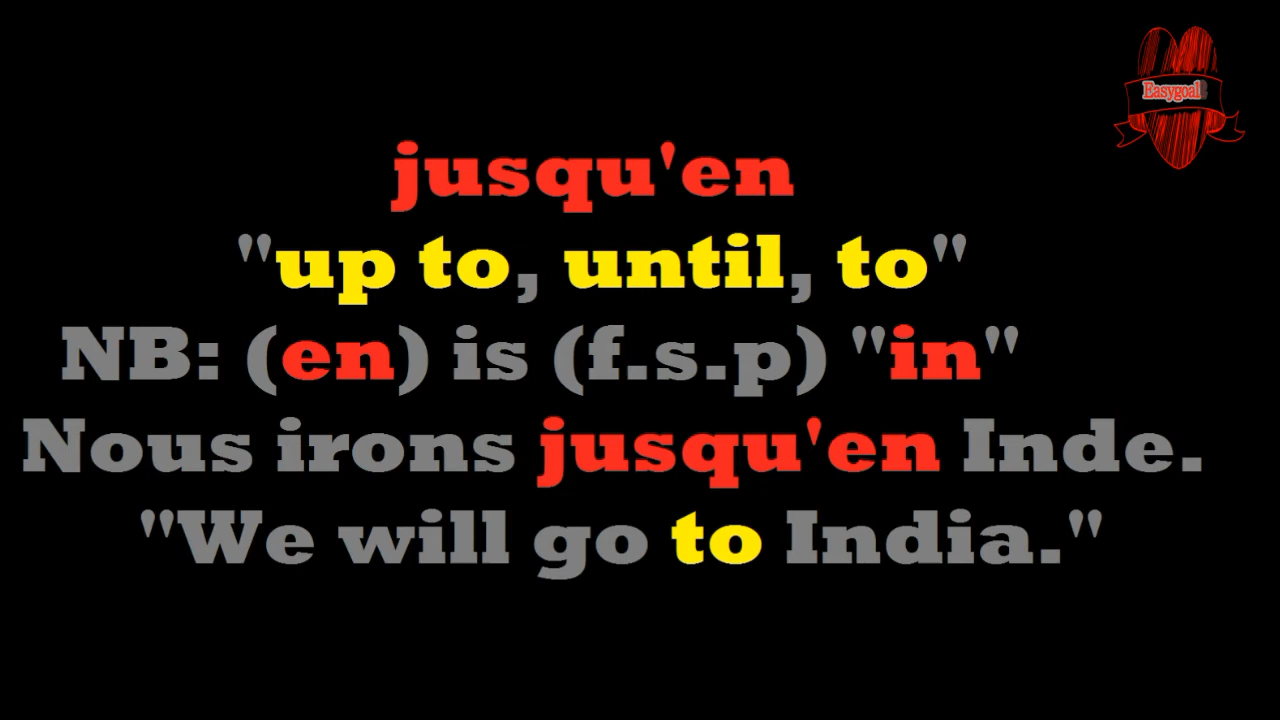 Easygoal
jusqu'en
"up to, until, to"
NB: (en) is (f.s.p) "in"
Nous irons jusqu'en Inde.
"We will go to India."